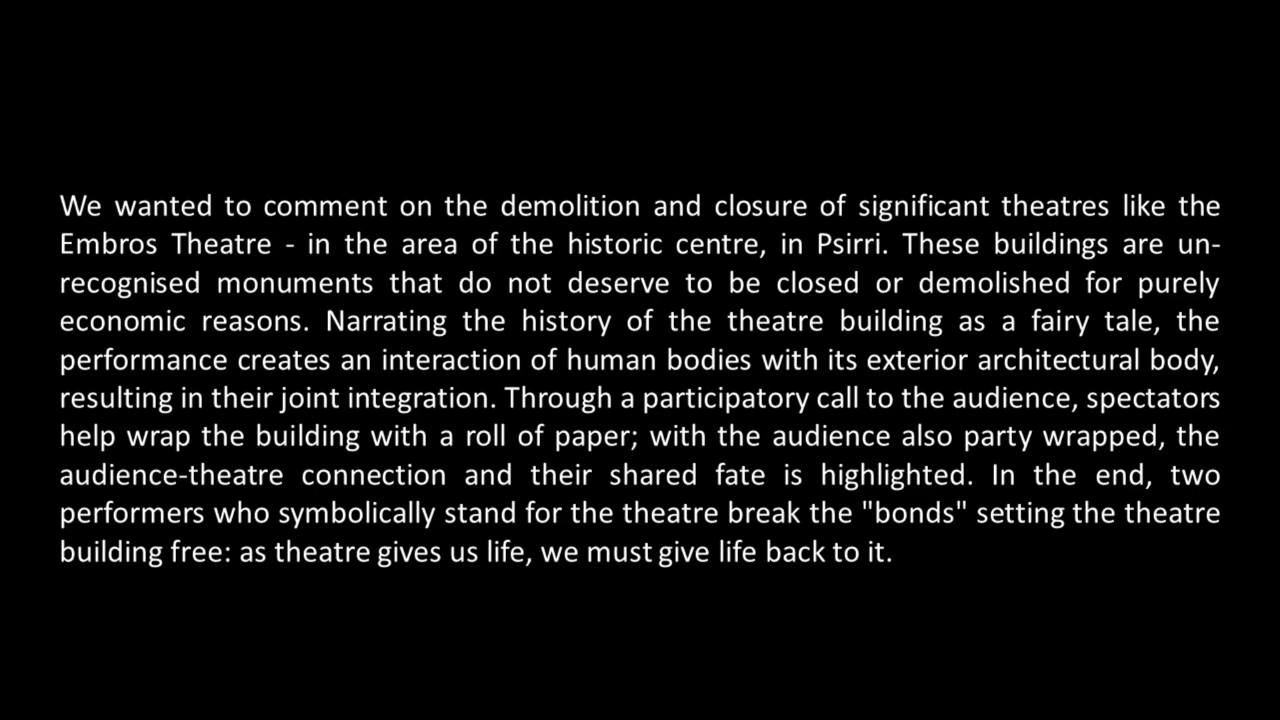 We wanted to comment on the demolition and closure of significant theatres like the
Embros Theatre - in the area of the historic centre, in Psirri. These buildings are un-
recognised monuments that do not deserve to be closed or demolished for purely
economic reasons. Narrating the history of the theatre building as a fairy tale, the
performance creates an interaction of human bodies with its exterior architectural body,
resulting in their joint integration. Through a participatory call to the audience, spectators
help wrap the building with a roll of paper; with the audience also party wrapped, the
audience-theatre connection and their shared fate is highlighted. In the end, two
performers who symbolically stand for the theatre break the "bonds" setting the theatre
building free: as theatre gives us life, we must give life back to it.